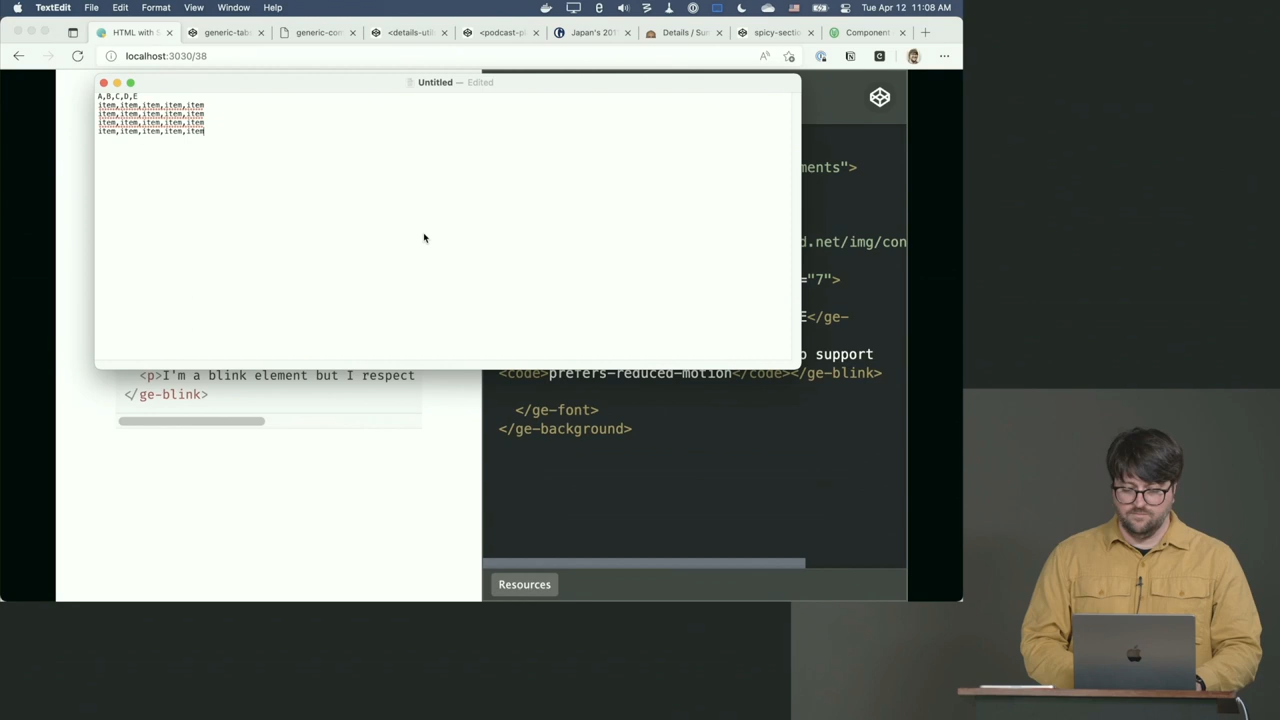 TextEdit File Edit Format View Window Help Tue Apr 12 11:08 AM
HTML with S generic-tab generic-con <details-uti <podcast-pl Japan's 201 Details / Sum spicy-sectio Component
localhost:3030/38
Untitled — Edited
A,B,C,D,E
item,item,item,item,item
item,item,item,item,item
item,item,item,item,item
item,item,item,item,item
ments">
d.net/img/con
="7">
E</ge-
o support
<p>I'm a blink element but I respect
</ge-blink>
<code>prefers-reduced-motion</code></ge-blink>
</ge-font>
</ge-background>
Resources